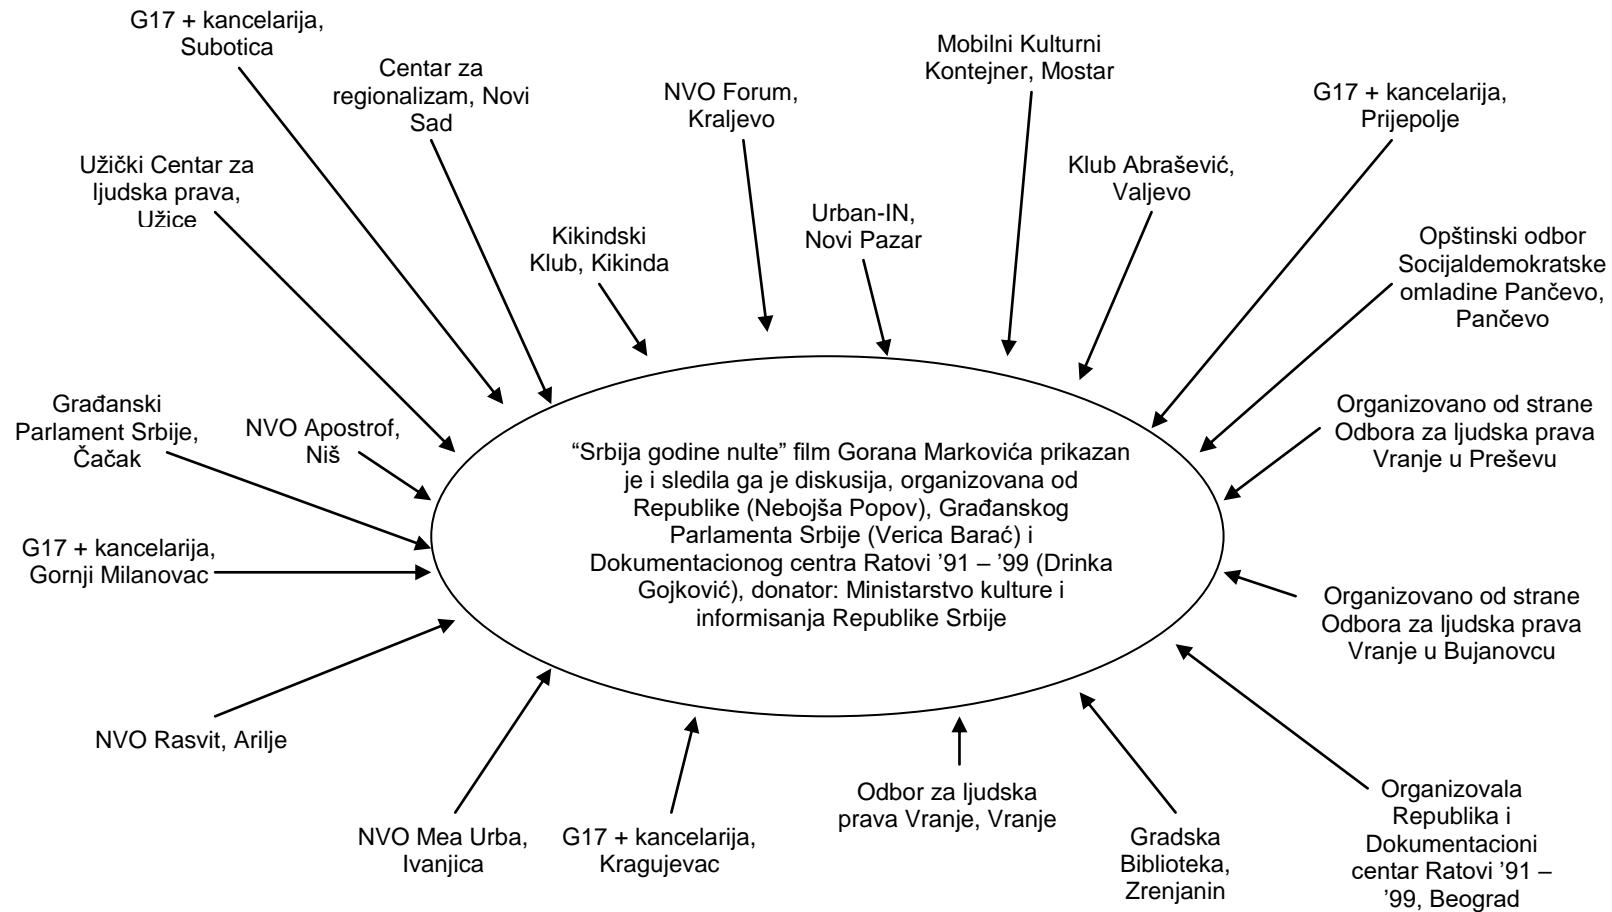 G17 + kancelarija,
Subotica
Centar za
regionalizam, Novi
Sad
NVO Forum,
Kraljevo
Mobilni Kulturni
Kontejner, Mostar
G17 + kancelarija,
Prijepolje
Užički Centar za
ljudska prava,
Užice
Kikindski
Klub, Kikinda
Urban-IN,
Novi Pazar
Klub Abrašević,
Valjevo
Opštinski odbor
Socijaldemokratske
omladine Pančevo,
Pančevo
Građanski
Parlament Srbije,
Čačak
NVO Apostrof,
Niš
“Srbija godine nulte” film Gorana Markovića prikazan
je i sledila ga je diskusija, organizovana od
Republike (Nebojša Popov), Građanskog
Parlamenta Srbije (Verica Barać) i
Dokumentacionog centra Ratovi ’91 – ’99 (Drinka
Gojković), donator: Ministarstvo kulture i
informisanja Republike Srbije
Organizovano od strane
Odbora za ljudska prava
Vranje u Preševu
G17 + kancelarija,
Gornji Milanovac
Organizovano od strane
Odbora za ljudska prava
Vranje u Bujanovcu
NVO Rasvit, Arilje
NVO Mea Urba,
Ivanjica
G17 + kancelarija,
Kragujevac
Odbor za ljudska
prava Vranje, Vranje
Gradska
Biblioteka,
Zrenjanin
Organizovala
Republika i
Dokumentacioni
centar Ratovi ’91 –
’99, Beograd